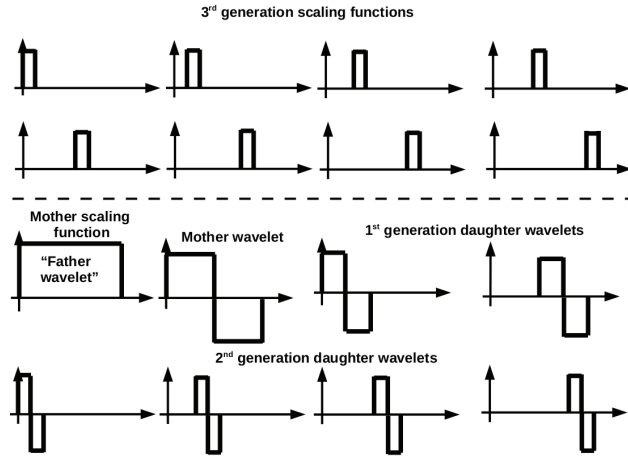 3rd generation scaling functions
Mother scaling
function
"Father
wavelet"
Mother wavelet
1st generation daughter wavelets
2nd generation daughter wavelets